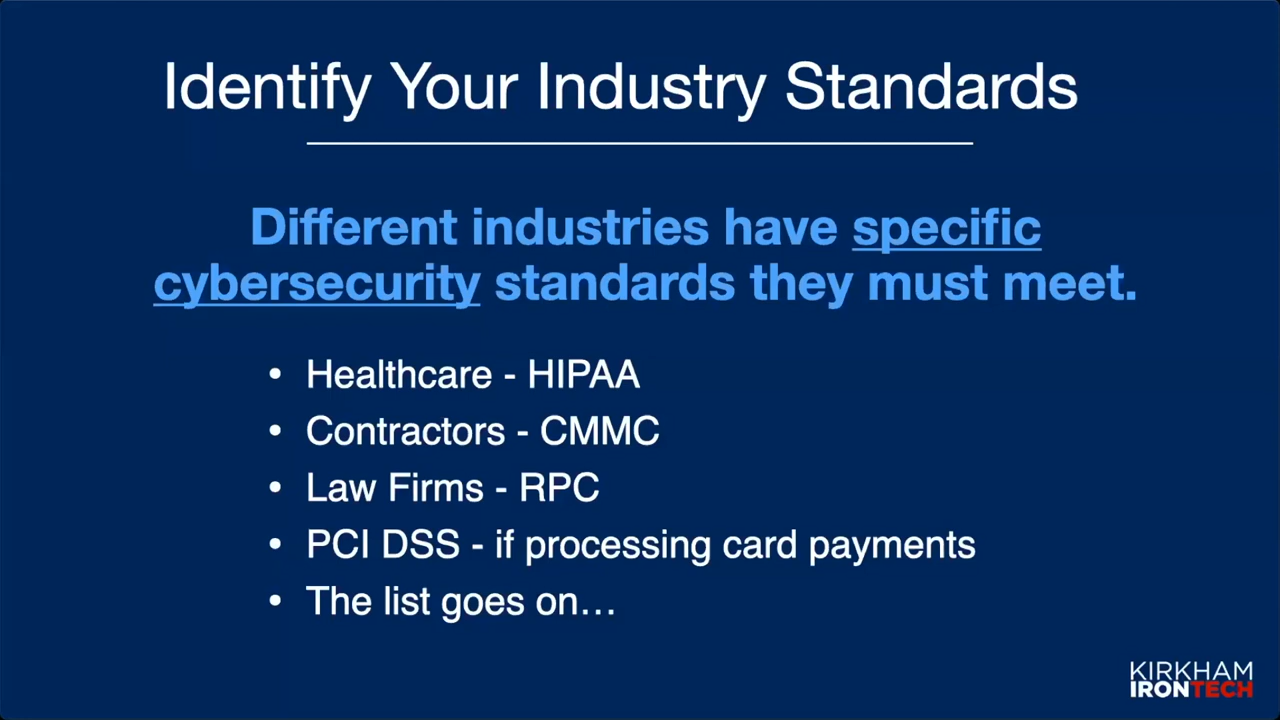 Identify Your Industry Standards
Different industries have specific
cybersecurity standards they must meet.
• Healthcare - HIPAA
• Contractors - CMMC
• Law Firms - RPC
• PCI DSS - if processing card payments
• The list goes on…
KIRKHAM
IRONTECH